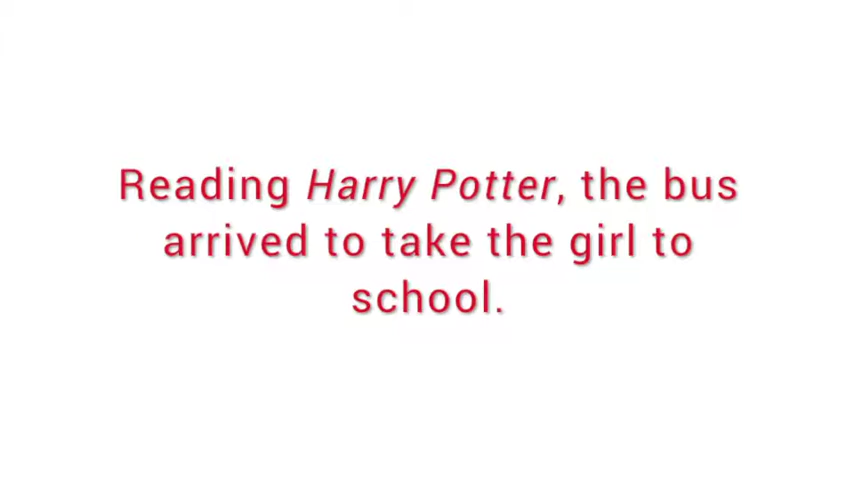 Reading Harry Potter, the bus
arrived to take the girl to
school.